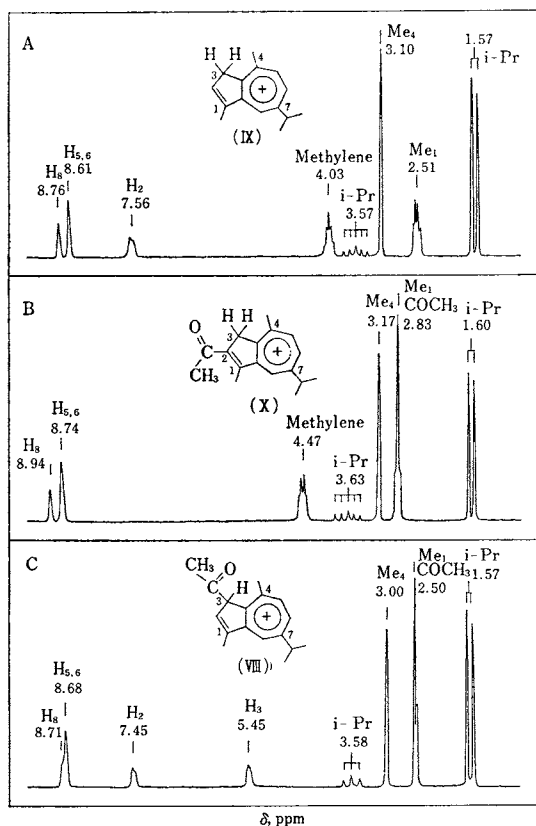 A
H H
3
4
+
1
7
(IX)
Me₄
3.10
1.57
i-Pr
H₈
8.76
H₅,₆
8.61
H₂
7.56
Methylene
4.03
i-Pr
3.57
Me₁
2.51
B
O
C
CH₃
H H
3
4
2
+
1
7
(X)
Me₄
3.17
Me₁
COCH₃
2.83
i-Pr
1.60
H₈
8.94
H₅,₆
8.74
Methylene
4.47
i-Pr
3.63
C
CH₃
O
C
H
3
4
+
1
7
(VIII)
Me₄
3.00
Me₁
COCH₃
2.50
i-Pr
1.57
H₈
8.71
H₅,₆
8.68
H₂
7.45
H₃
5.45
i-Pr
3.58
δ, ppm